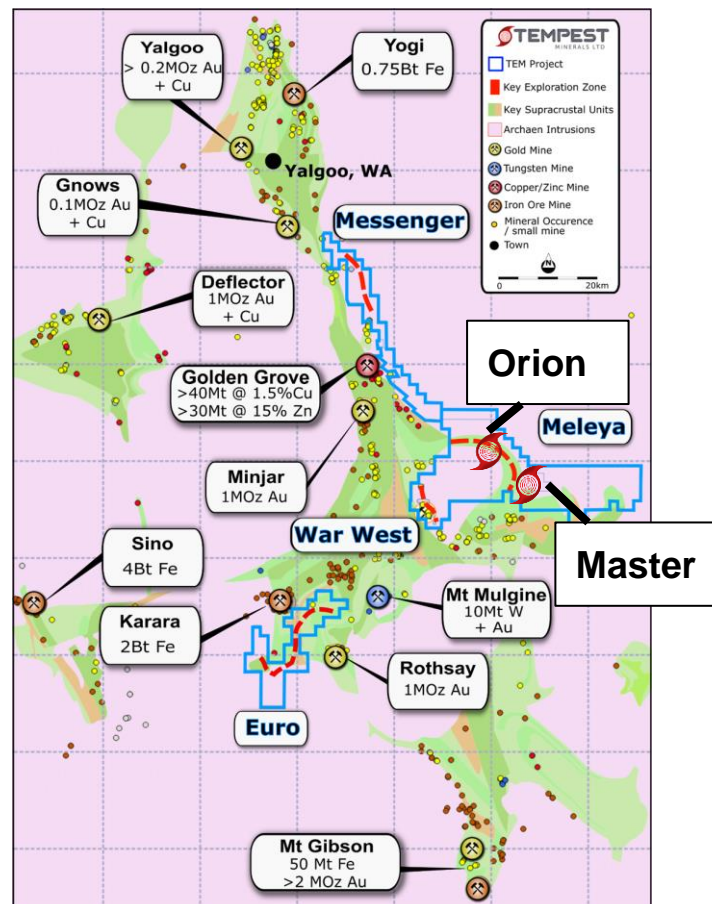 TEMPEST
MINERALS LTD
TEM Project
Key Exploration Zone
Key Supracrustal Units
Archaen Intrusions
Gold Mine
Tungsten Mine
Copper/Zinc Mine
Iron Ore Mine
Mineral Occurence
/ small mine
Town
N
0
20km
Yalgoo
> 0.2MOz Au
+ Cu
Yogi
0.75Bt Fe
Yalgoo, WA
Gnows
0.1MOz Au
+ Cu
Messenger
Deflector
1MOz Au
+ Cu
Golden Grove
>40Mt @ 1.5%Cu
>30Mt @ 15% Zn
Orion
Meleya
Minjar
1MOz Au
War West
Master
Sino
4Bt Fe
Karara
2Bt Fe
Mt Mulgine
10Mt W
+ Au
Rothsay
1MOz Au
Euro
Mt Gibson
50 Mt Fe
>2 MOz Au